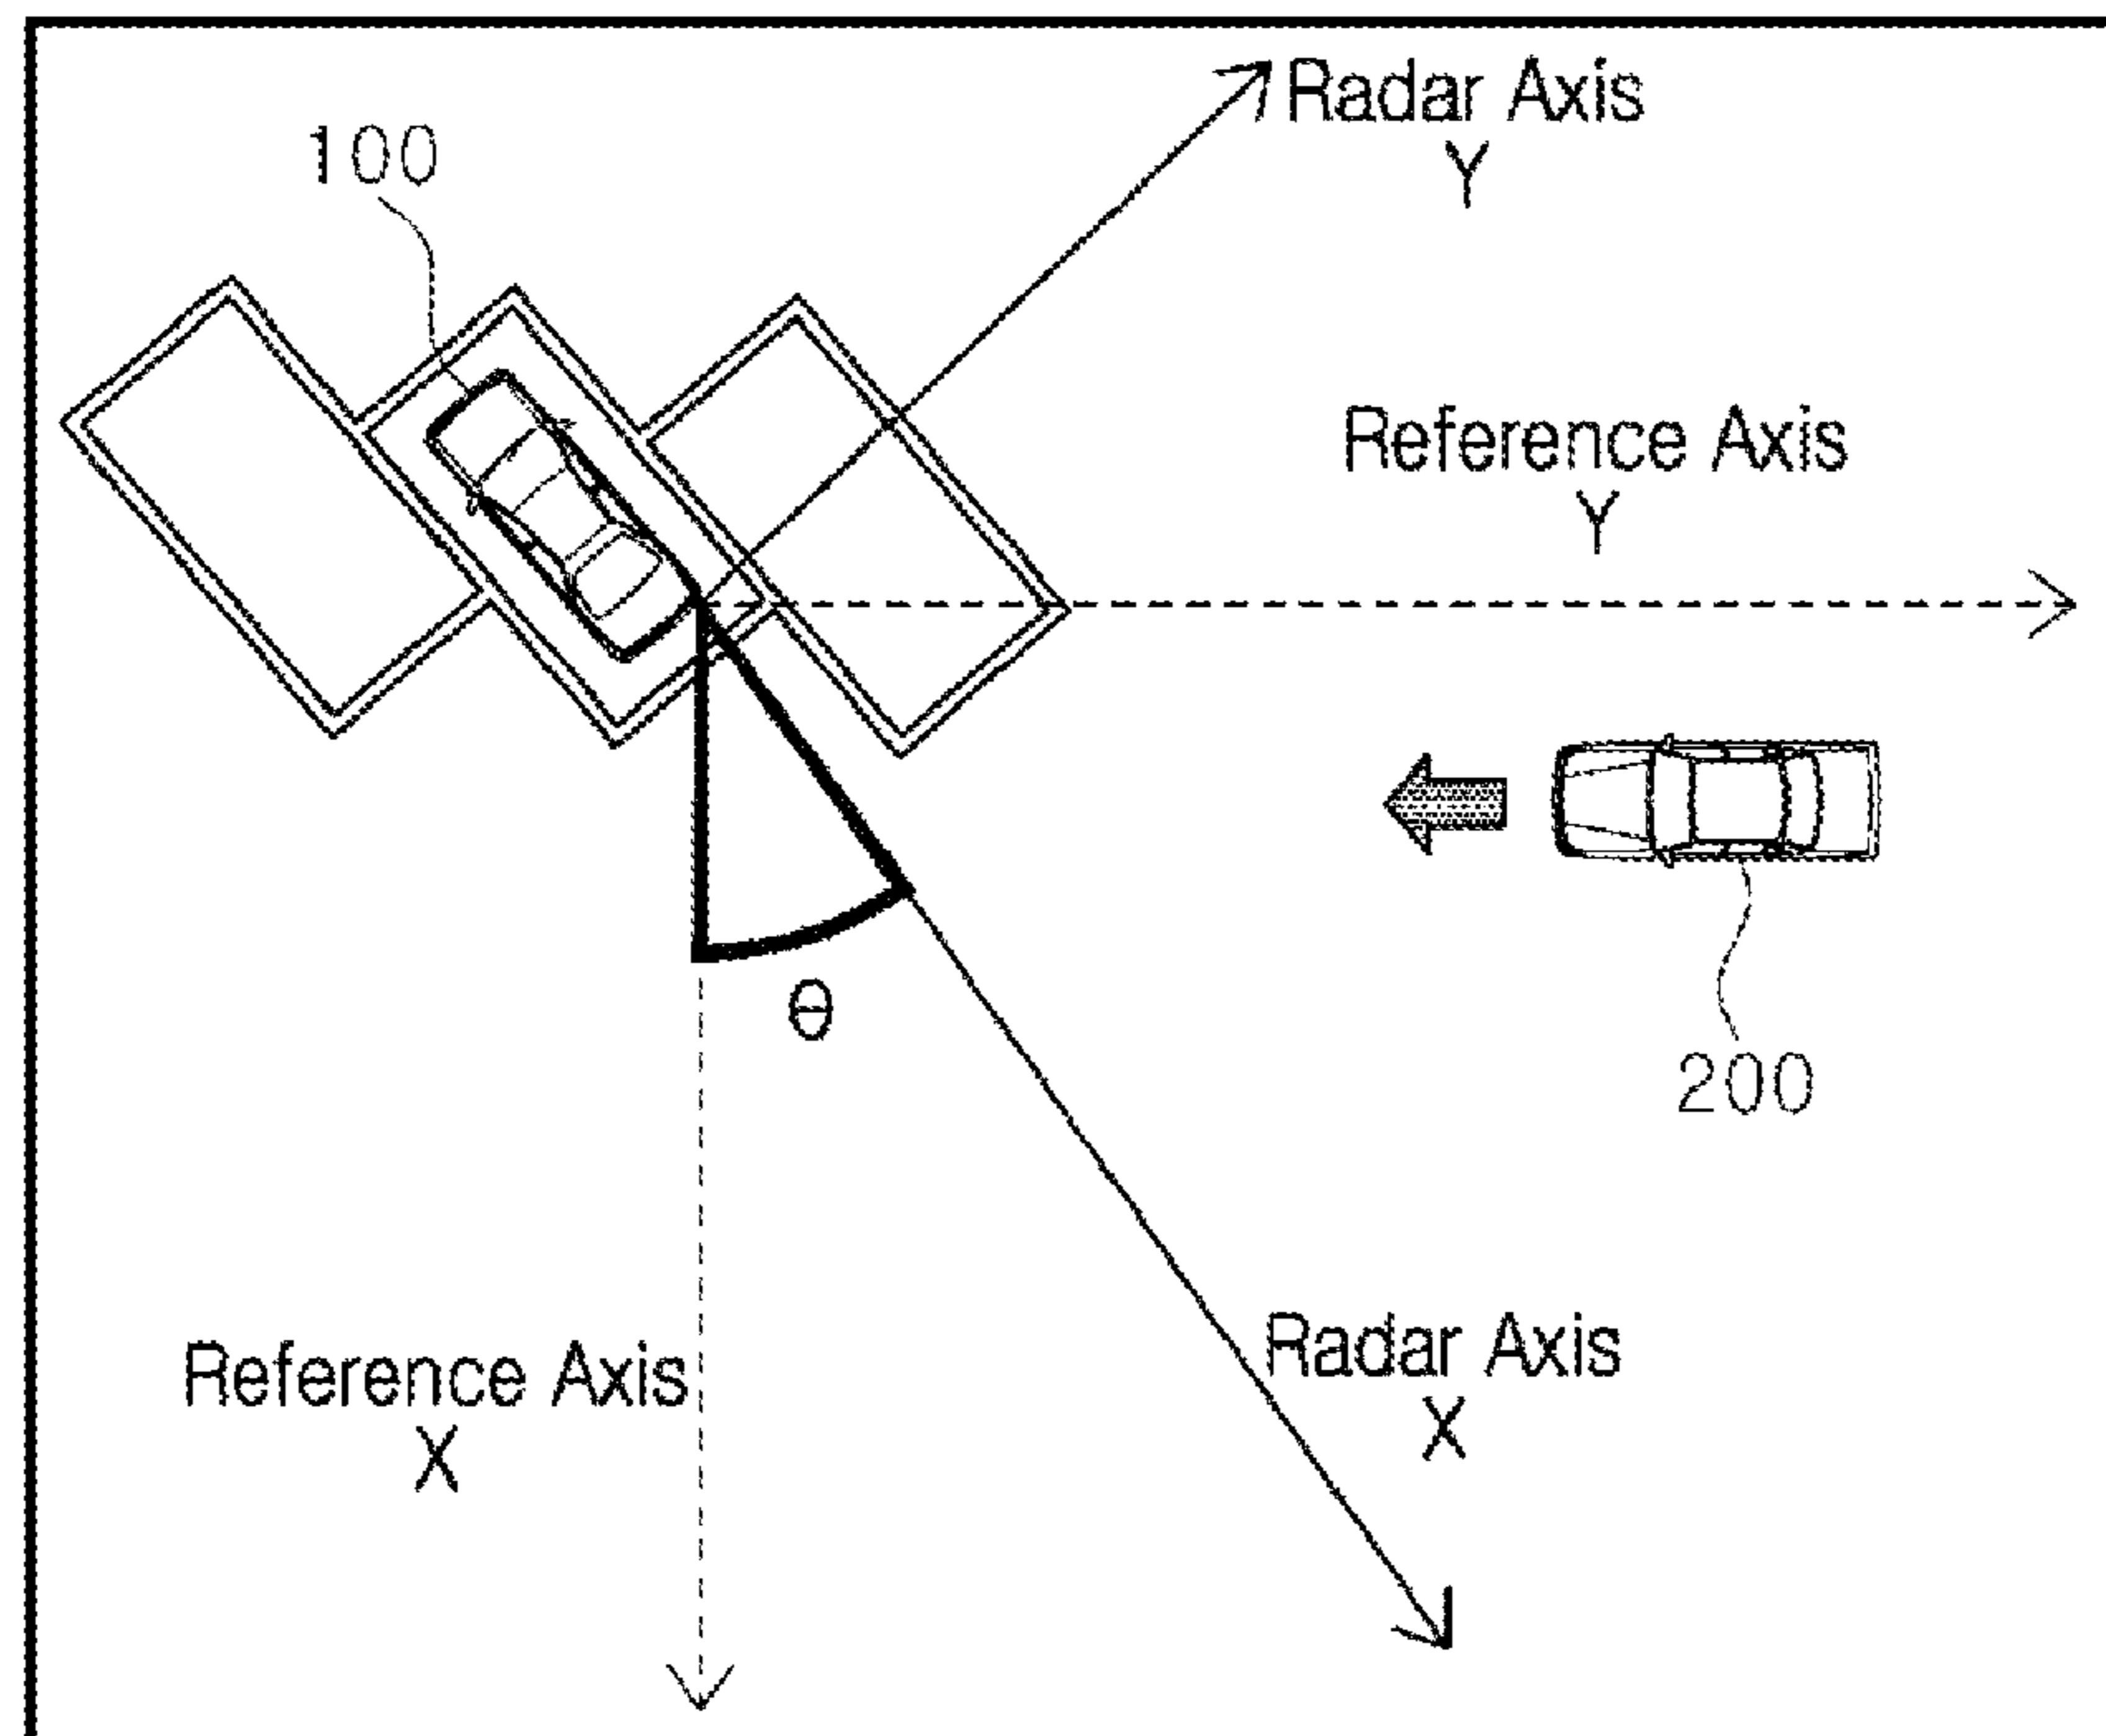 Radar Axis
Y
100
Reference Axis
Y
θ
200
Radar Axis
X
Reference Axis
X